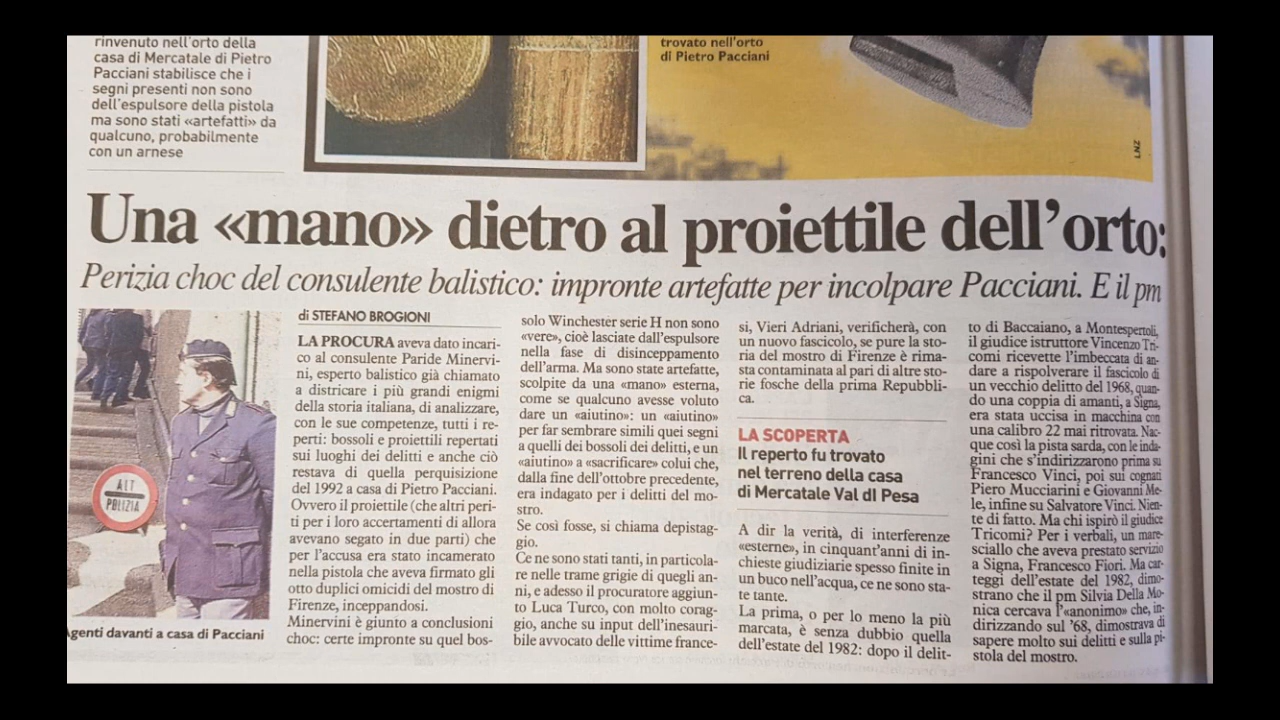 rinvenuto nell'orto della
casa di Mercatale di Pietro
Pacciani stabilisce che i
segni presenti non sono
dell'espulsore della pistola
ma sono stati «artefatti» da
qualcuno, probabilmente
con un arnese
trovato nell'orto
di Pietro Pacciani
LNZ
Una «mano» dietro al proiettile dell'orto:
Perizia choc del consulente balistico: impronte artefatte per incolpare Pacciani. E il pm
ALT
POLIZIA
Agenti davanti a casa di Pacciani
di STEFANO BROGIONI
LA PROCURA aveva dato incari-
co al consulente Paride Minervi-
ni, esperto balistico già chiamato
a districare i più grandi enigmi
della storia italiana, di analizzare,
con le sue competenze, tutti i re-
perti: bossoli e proiettili repertati
sui luoghi dei delitti e anche ciò
restava di quella perquisizione
del 1992 a casa di Pietro Pacciani.
Ovvero il proiettile (che altri peri-
ti per i loro accertamenti di allora
avevano segato in due parti) che
per l'accusa era stato incamerato
nella pistola che aveva firmato gli
otto duplici omicidi del mostro di
Firenze, inceppandosi.
Minervini è giunto a conclusioni
choc: certe impronte su quel bos-
solo Winchester serie H non sono
«vere», cioè lasciate dall'espulsore
nella fase di disinceppamento
dell'arma. Ma sono state artefatte,
scolpite da una «mano» esterna,
come se qualcuno avesse voluto
dare un «aiutino»: un «aiutino»
per far sembrare simili quei segni
a quelli dei bossoli dei delitti, e un
«aiutino» a «sacrificare» colui che,
dalla fine dell'ottobre precedente,
era indagato per i delitti del mo-
stro.
Se così fosse, si chiama depistag-
gio.
Ce ne sono stati tanti, in particola-
re nelle trame grigie di quegli an-
ni, e adesso il procuratore aggiun-
to Luca Turco, con molto corag-
gio, anche su input dell'inesauri-
bile avvocato delle vittime france-
si, Vieri Adriani, verificherà, con
un nuovo fascicolo, se pure la sto-
ria del mostro di Firenze è rima-
sta contaminata al pari di altre sto-
rie fosche della prima Repubbli-
ca.
LA SCOPERTA
Il reperto fu trovato
nel terreno della casa
di Mercatale Val dI Pesa
A dir la verità, di interferenze
«esterne», in cinquant'anni di in-
chieste giudiziarie spesso finite in
un buco nell'acqua, ce ne sono sta-
te tante.
La prima, o per lo meno la più
marcata, è senza dubbio quella
dell'estate del 1982: dopo il delit-
to di Baccaiano, a Montespertoli,
il giudice istruttore Vincenzo Tri-
comi ricevette l'imbeccata di an-
dare a rispolverare il fascicolo di
un vecchio delitto del 1968, quan-
do una coppia di amanti, a Signa,
era stata uccisa in macchina con
una calibro 22 mai ritrovata. Nac-
que così la pista sarda, con le inda-
gini che s'indirizzarono prima su
Francesco Vinci, poi sui cognati
Piero Mucciarini e Giovanni Me-
le, infine su Salvatore Vinci. Nien-
te di fatto. Ma chi ispirò il giudice
Tricomi? Per i verbali, un mare-
sciallo che aveva prestato servizio
a Signa, Francesco Fiori. Ma car-
teggi dell'estate del 1982, dimo-
strano che il pm Silvia Della Mo-
nica cercava l'«anonimo» che, in-
dirizzando sul '68, dimostrava di
sapere molto sui delitti e sulla pi-
stola del mostro.